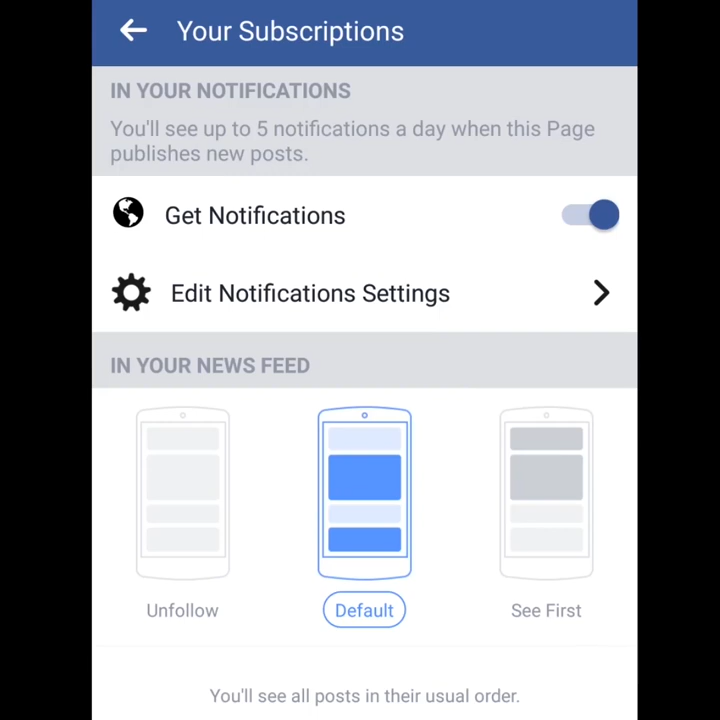 Your Subscriptions
IN YOUR NOTIFICATIONS
You'll see up to 5 notifications a day when this Page
publishes new posts.
Get Notifications
Edit Notifications Settings
IN YOUR NEWS FEED
Unfollow
Default
See First
You'll see all posts in their usual order.